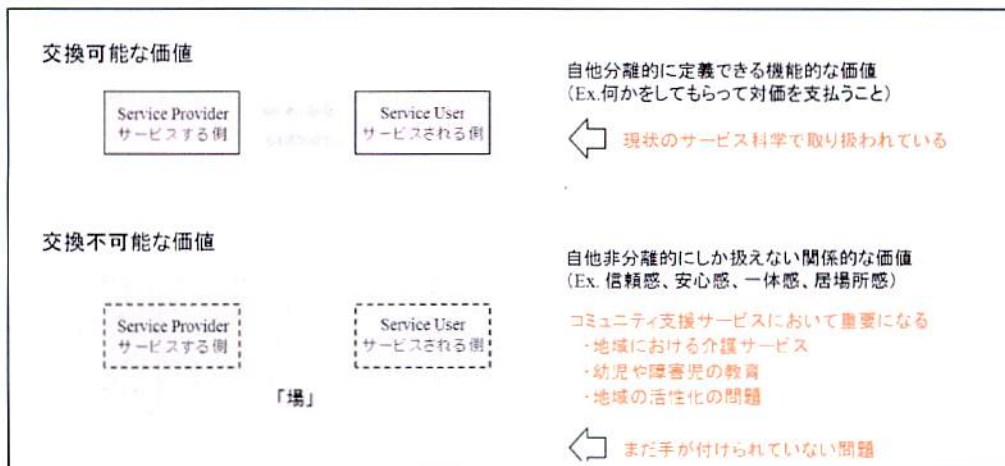 交換可能な価値
Service Provider
サービスする側
Service User
サービスされる側
自他分離的に定義できる機能的な価値
(Ex.何かをしてもらって対価を支払うこと)
現状のサービス科学で取り扱われている
交換不可能な価値
Service Provider
サービスする側
Service User
サービスされる側
「場」
自他非分離的にしか扱えない関係的な価値
(Ex. 信頼感、安心感、一体感、居場所感)
コミュニティ支援サービスにおいて重要になる
・地域における介護サービス
・幼児や障害児の教育
・地域の活性化の問題
まだ手が付けられていない問題